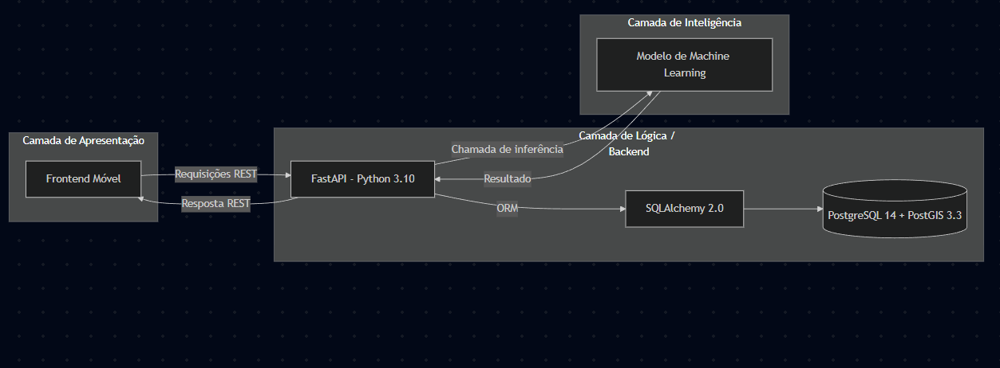 Camada de Inteligência
Modelo de Machine
Learning
Camada de Apresentação
Frontend Móvel
Requisições REST
Resposta REST
Camada de Lógica /
Backend
Chamada de inferência
FastAPI - Python 3.10
Resultado
ORM
SQLAlchemy 2.0
PostgreSQL 14 + PostGIS 3.3